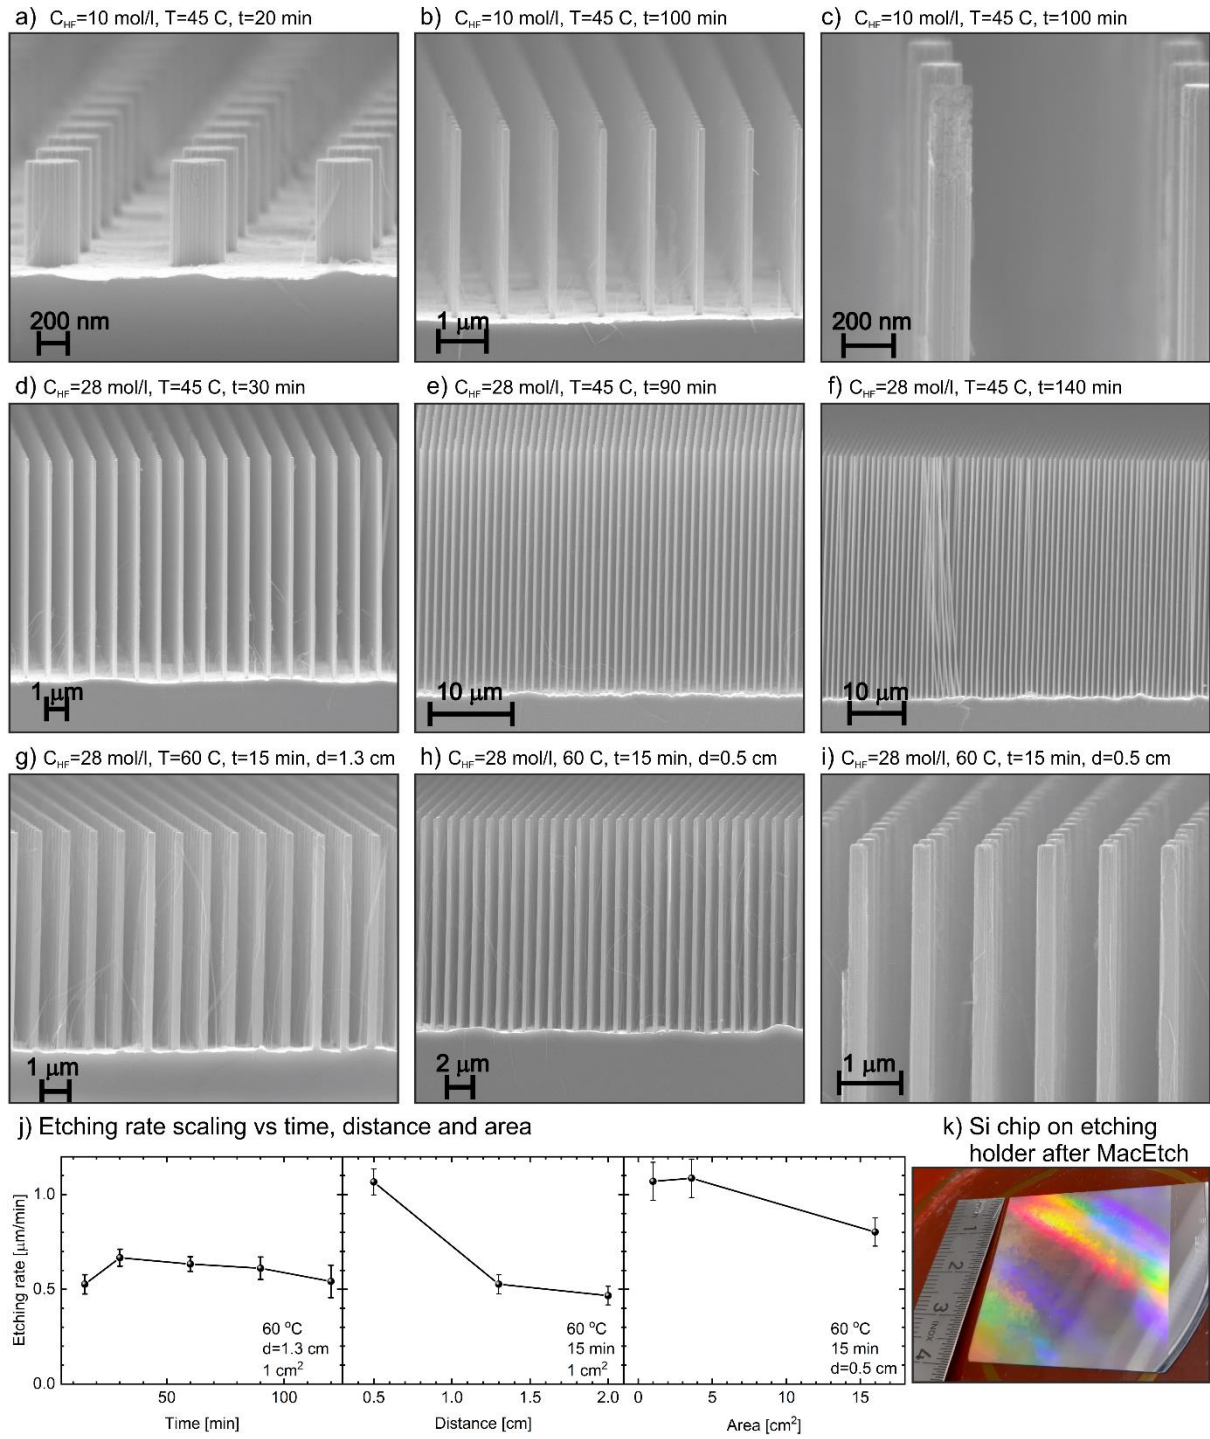 a) C_HF=10 mol/l, T=45 C, t=20 min
b) C_HF=10 mol/l, T=45 C, t=100 min
c) C_HF=10 mol/l, T=45 C, t=100 min
200 nm
1 μm
200 nm
d) C_HF=28 mol/l, T=45 C, t=30 min
e) C_HF=28 mol/l, T=45 C, t=90 min
f) C_HF=28 mol/l, T=45 C, t=140 min
1 μm
10 μm
10 μm
g) C_HF=28 mol/l, T=60 C, t=15 min, d=1.3 cm
h) C_HF=28 mol/l, 60 C, t=15 min, d=0.5 cm
i) C_HF=28 mol/l, 60 C, t=15 min, d=0.5 cm
1 μm
2 μm
1 μm
j) Etching rate scaling vs time, distance and area
Etching rate [μm/min]
1.0
0.5
0.0
60 °C
d=1.3 cm
1 cm²
50 100
Time [min]
60 °C
15 min
1 cm²
0.5 1.0 1.5 2.0
Distance [cm]
60 °C
15 min
d=0.5 cm
0 5 10 15
Area [cm²]
k) Si chip on etching
holder after MacEtch
1
2
3
INOX
4